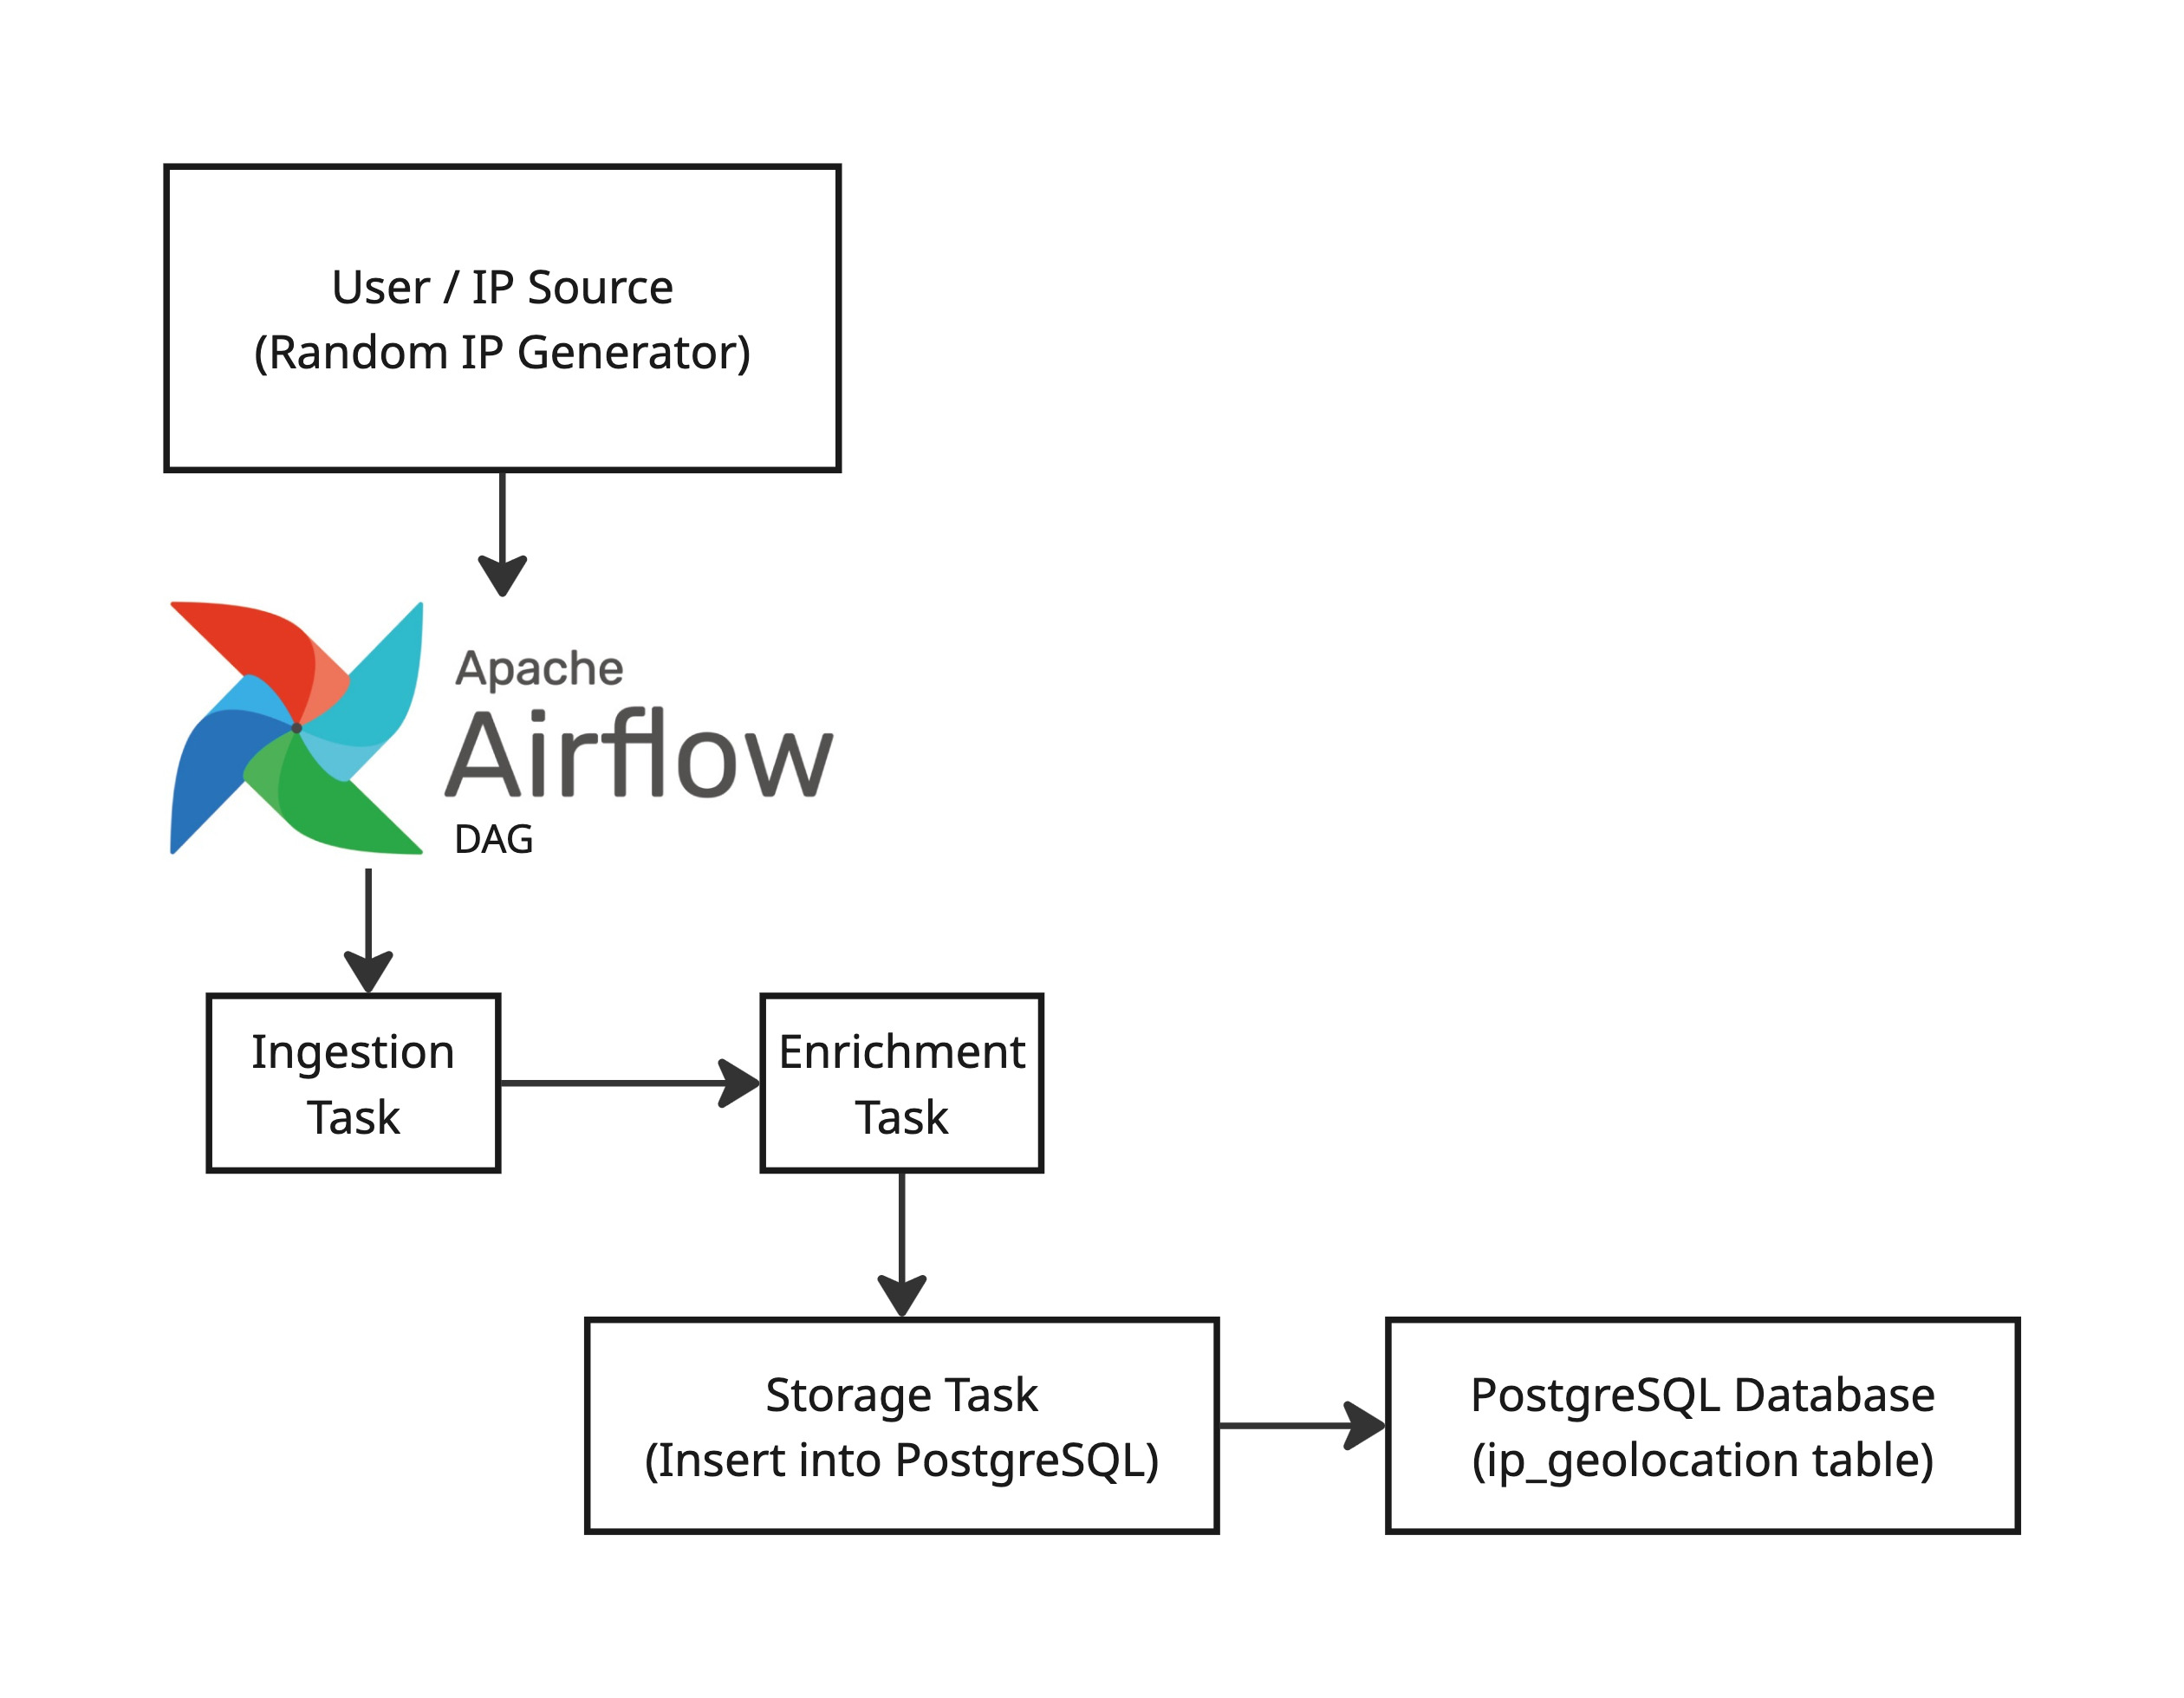 User / IP Source
(Random IP Generator)
Apache
Airflow
DAG
Ingestion
Task
Enrichment
Task
Storage Task
(Insert into PostgreSQL)
PostgreSQL Database
(ip_geolocation table)